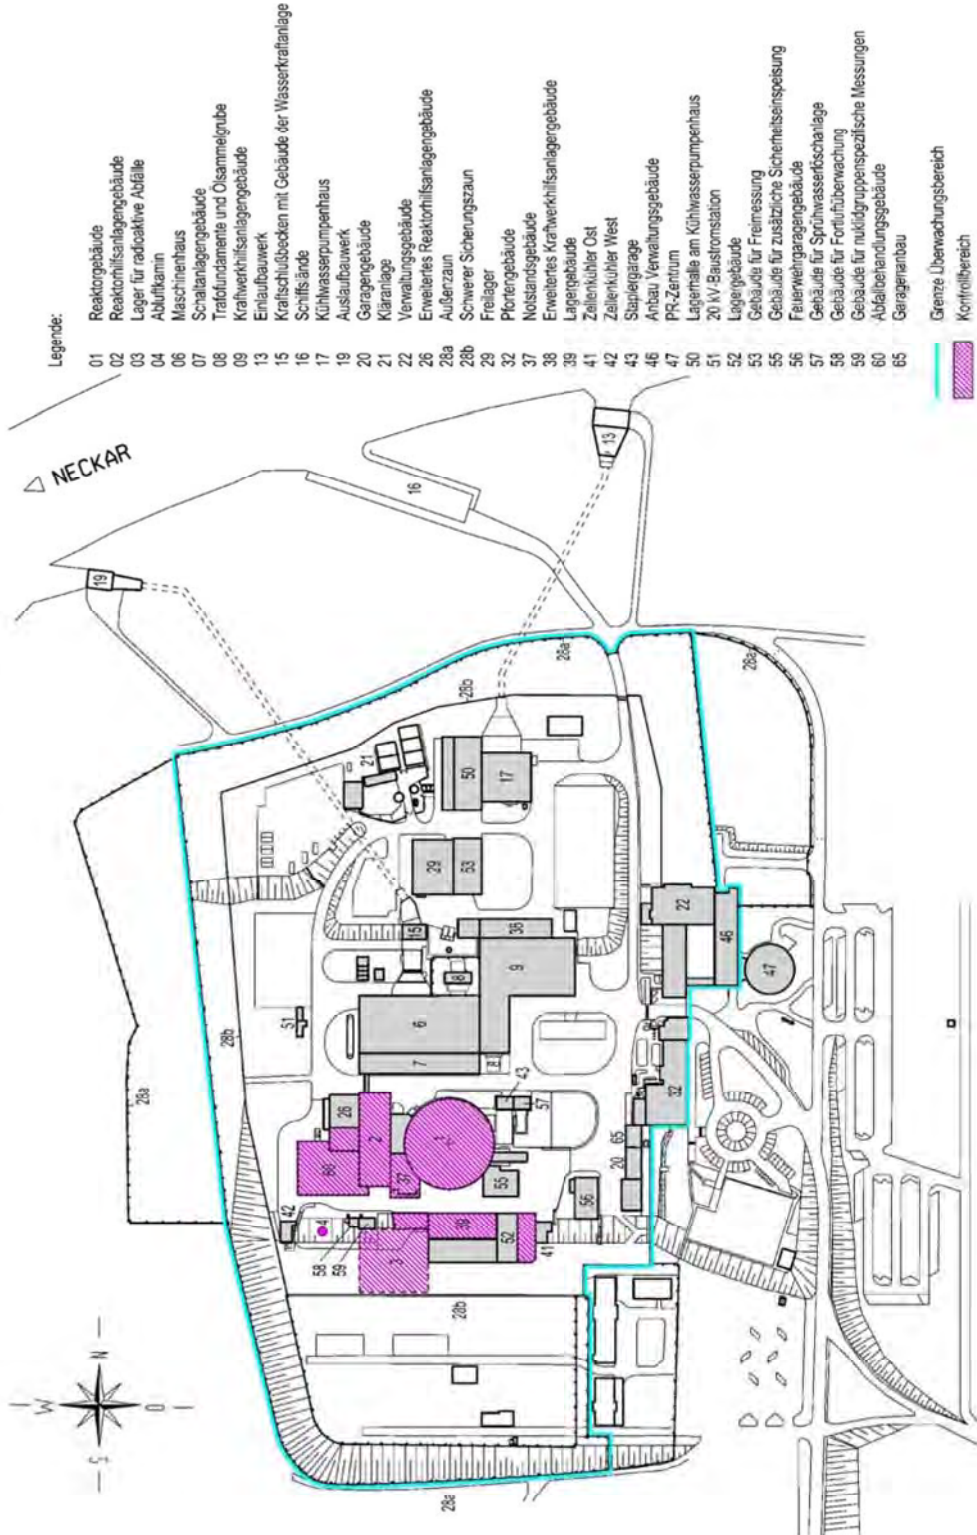 Legende:
01 Reaktorgebäude
02 Reaktorhilfsanlagengebäude
03 Lager für radioaktive Abfälle
04 Abluftkamin
06 Maschinenhaus
07 Schaltanlagengebäude
08 Trafofundamente und Ölsammelgrube
09 Kraftwerkhilfsanlagengebäude
13 Einlaufbauwerk
15 Kraftschlußbecken mit Gebäude der Wasserkraftanlage
16 Schiffslände
17 Kühlwasserpumpenhaus
19 Auslaufbauwerk
20 Garagengebäude
21 Kläranlage
22 Verwaltungsgebäude
26 Erweitertes Reaktorhilfsanlagengebäude
28a Außenzaun
28b Schwerer Sicherungszaun
29 Freilager
32 Pfortengebäude
37 Notstandsgebäude
38 Erweitertes Kraftwerkhilfsanlagengebäude
39 Lagergebäude
41 Zellenkühler Ost
42 Zellenkühler West
43 Staplergarage
46 Anbau Verwaltungsgebäude
47 PR-Zentrum
50 Lagerhalle am Kühlwasserpumpenhaus
51 20 kV-Baustromstation
52 Lagergebäude
53 Gebäude für Freimessung
55 Gebäude für zusätzliche Sicherheitseinspeisung
56 Feuerwehrgaragengebäude
57 Gebäude für Sprühwasserlöschanlage
58 Gebäude für Fortluftüberwachung
59 Gebäude für nuklidgruppenspezifische Messungen
60 Abfallbehandlungsgebäude
65 Garagenanbau
Grenze Überwachungsbereich
Kontrollbereich
NECKAR
19
16
13
28a
28b
21
50
17
29
53
15
38
8
9
22
46
47
6
7
8
51
28b
28a
43
57
32
26
2
1
60
37
55
65
20
56
42
4
58
59
3
39
52
41
28b
28a
28a
W
N
S
O